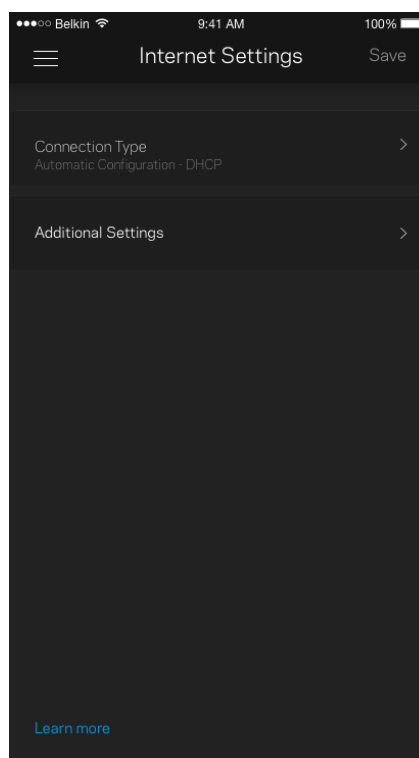 Belkin 9:41 AM 100%
Internet Settings Save
Connection Type
Automatic Configuration - DHCP
Additional Settings
Learn more